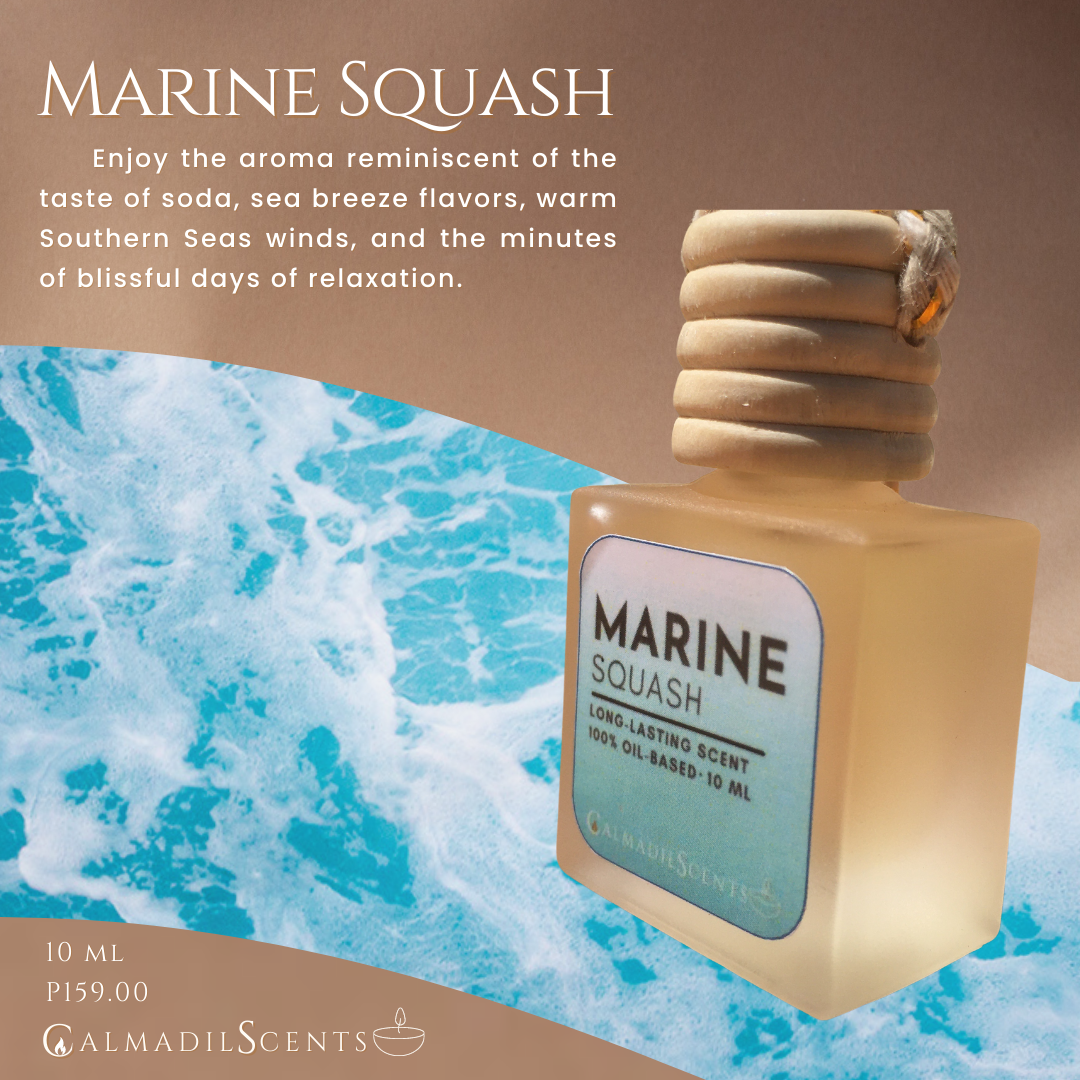 Marine Squash
Enjoy the aroma reminiscent of the
taste of soda, sea breeze flavors, warm
Southern Seas winds, and the minutes
of blissful days of relaxation.
MARINE
SQUASH
LONG-LASTING SCENT
100% OIL-BASED · 10 ML
CalmadilScents
10 ml
P159.00
CalmadilScents